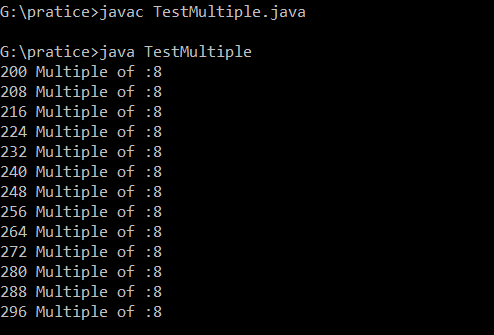 G:\pratice>javac TestMultiple.java
G:\pratice>java TestMultiple
200 Multiple of :8
208 Multiple of :8
216 Multiple of :8
224 Multiple of :8
232 Multiple of :8
240 Multiple of :8
248 Multiple of :8
256 Multiple of :8
264 Multiple of :8
272 Multiple of :8
280 Multiple of :8
288 Multiple of :8
296 Multiple of :8